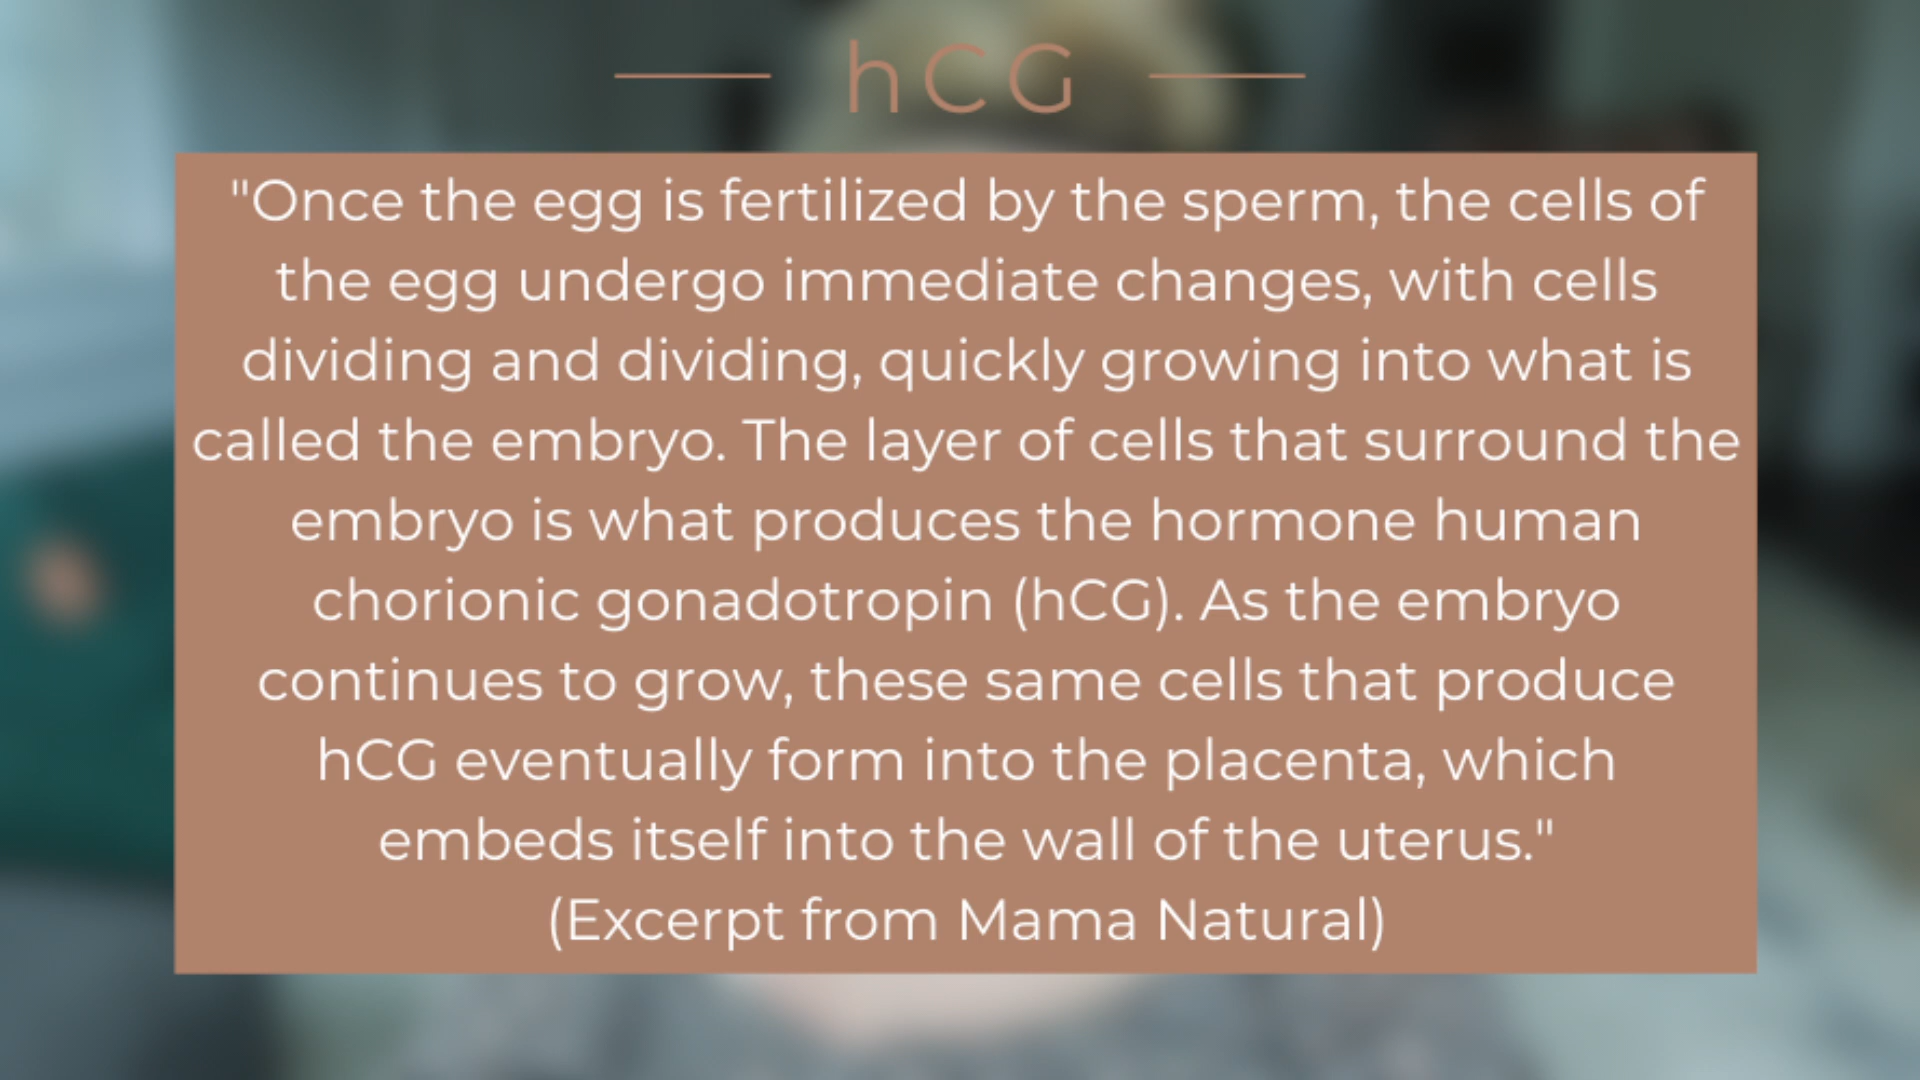 hCG
"Once the egg is fertilized by the sperm, the cells of
the egg undergo immediate changes, with cells
dividing and dividing, quickly growing into what is
called the embryo. The layer of cells that surround the
embryo is what produces the hormone human
chorionic gonadotropin (hCG). As the embryo
continues to grow, these same cells that produce
hCG eventually form into the placenta, which
embeds itself into the wall of the uterus."
(Excerpt from Mama Natural)